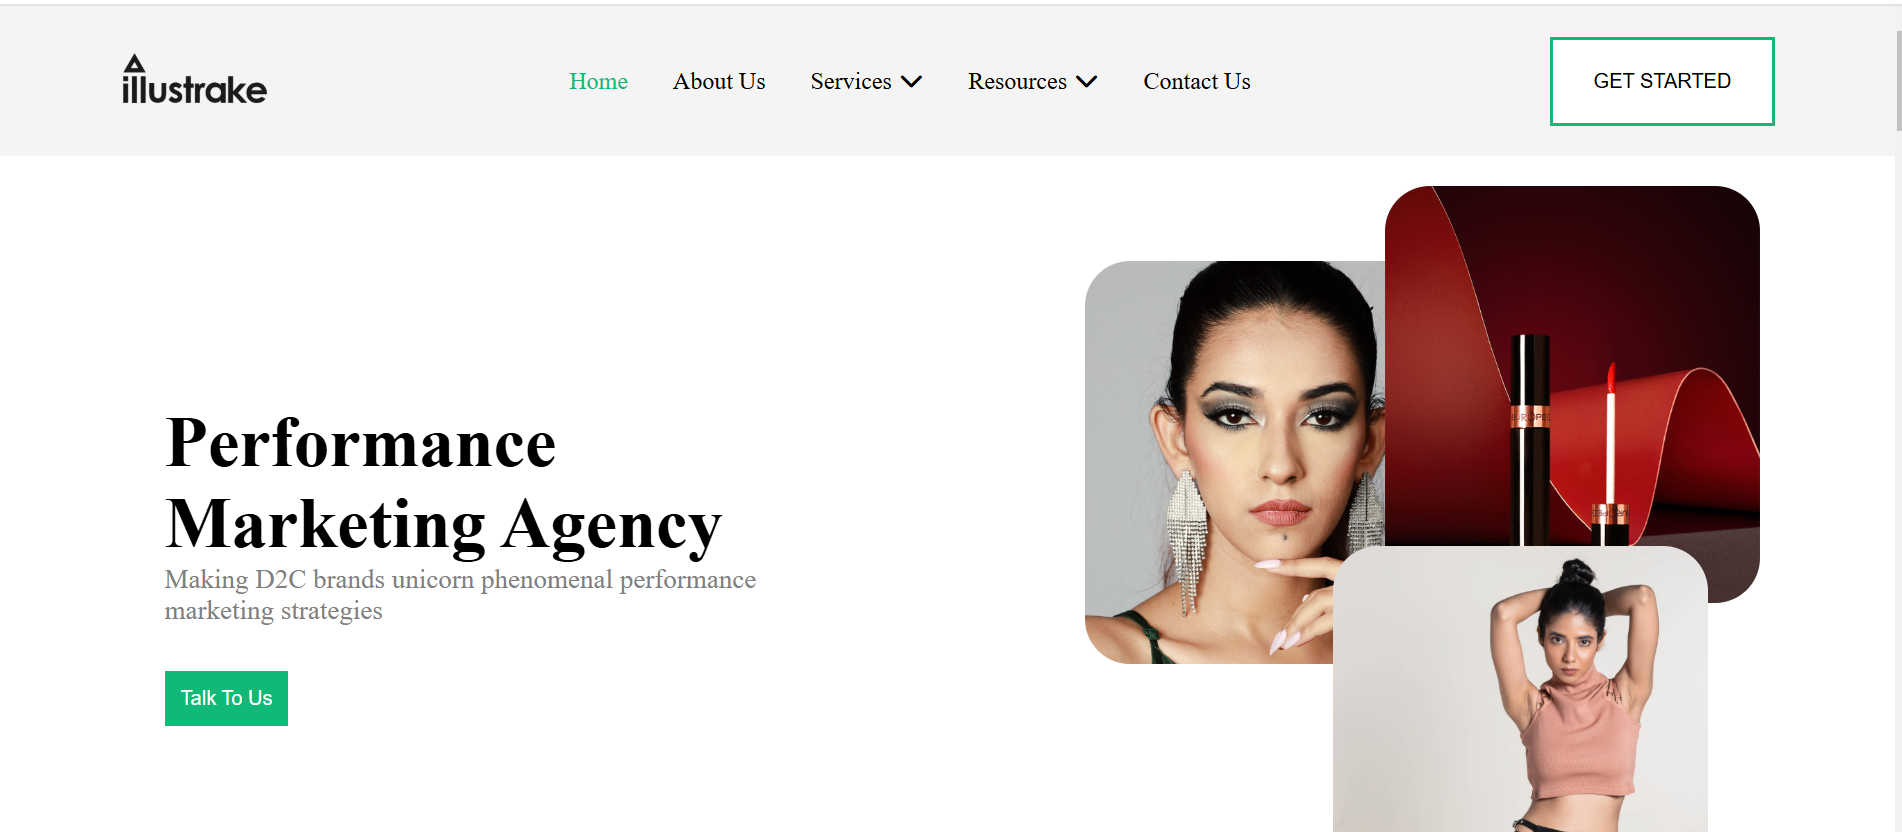 illustrake
Home About Us Services Resources Contact Us
GET STARTED
Performance
Marketing Agency
Making D2C brands unicorn phenomenal performance
marketing strategies
Talk To Us